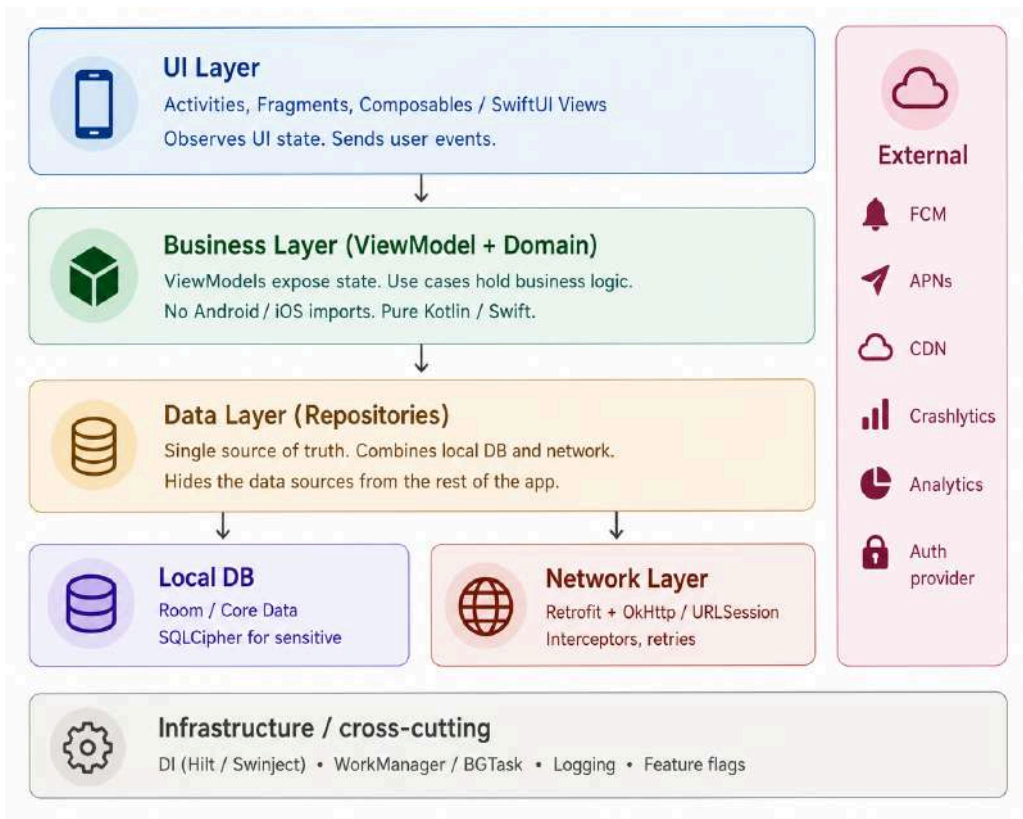 UI Layer
Activities, Fragments, Composables / SwiftUI Views
Observes UI state. Sends user events.
Business Layer (ViewModel + Domain)
ViewModels expose state. Use cases hold business logic.
No Android / iOS imports. Pure Kotlin / Swift.
Data Layer (Repositories)
Single source of truth. Combines local DB and network.
Hides the data sources from the rest of the app.
Local DB
Room / Core Data
SQLCipher for sensitive
Network Layer
Retrofit + OkHttp / URLSession
Interceptors, retries
External
FCM
APNs
CDN
Crashlytics
Analytics
Auth
provider
Infrastructure / cross-cutting
DI (Hilt / Swinject) • WorkManager / BGTask • Logging • Feature flags